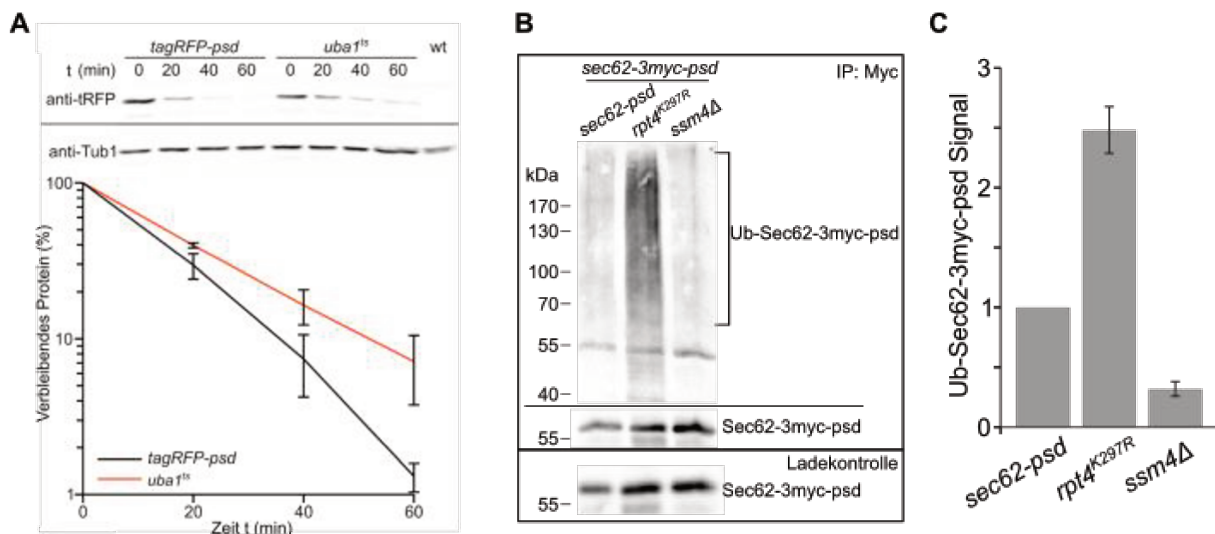 A
tagRFP-psd uba1ts wt
t (min) 0 20 40 60 0 20 40 60
anti-tRFP
anti-Tub1
Verbleibendes Protein (%)
100
10
1
tagRFP-psd
uba1ts
0 20 40 60
Zeit t (min)
B
sec62-3myc-psd
IP: Myc
sec62-psd
rpt4K297R
ssm4Δ
kDa
170
130
100
70
55
40
Ub-Sec62-3myc-psd
55
Sec62-3myc-psd
Ladekontrolle
55
Sec62-3myc-psd
C
Ub-Sec62-3myc-psd Signal
3
2
1
0
sec62-psd
rpt4K297R
ssm4Δ